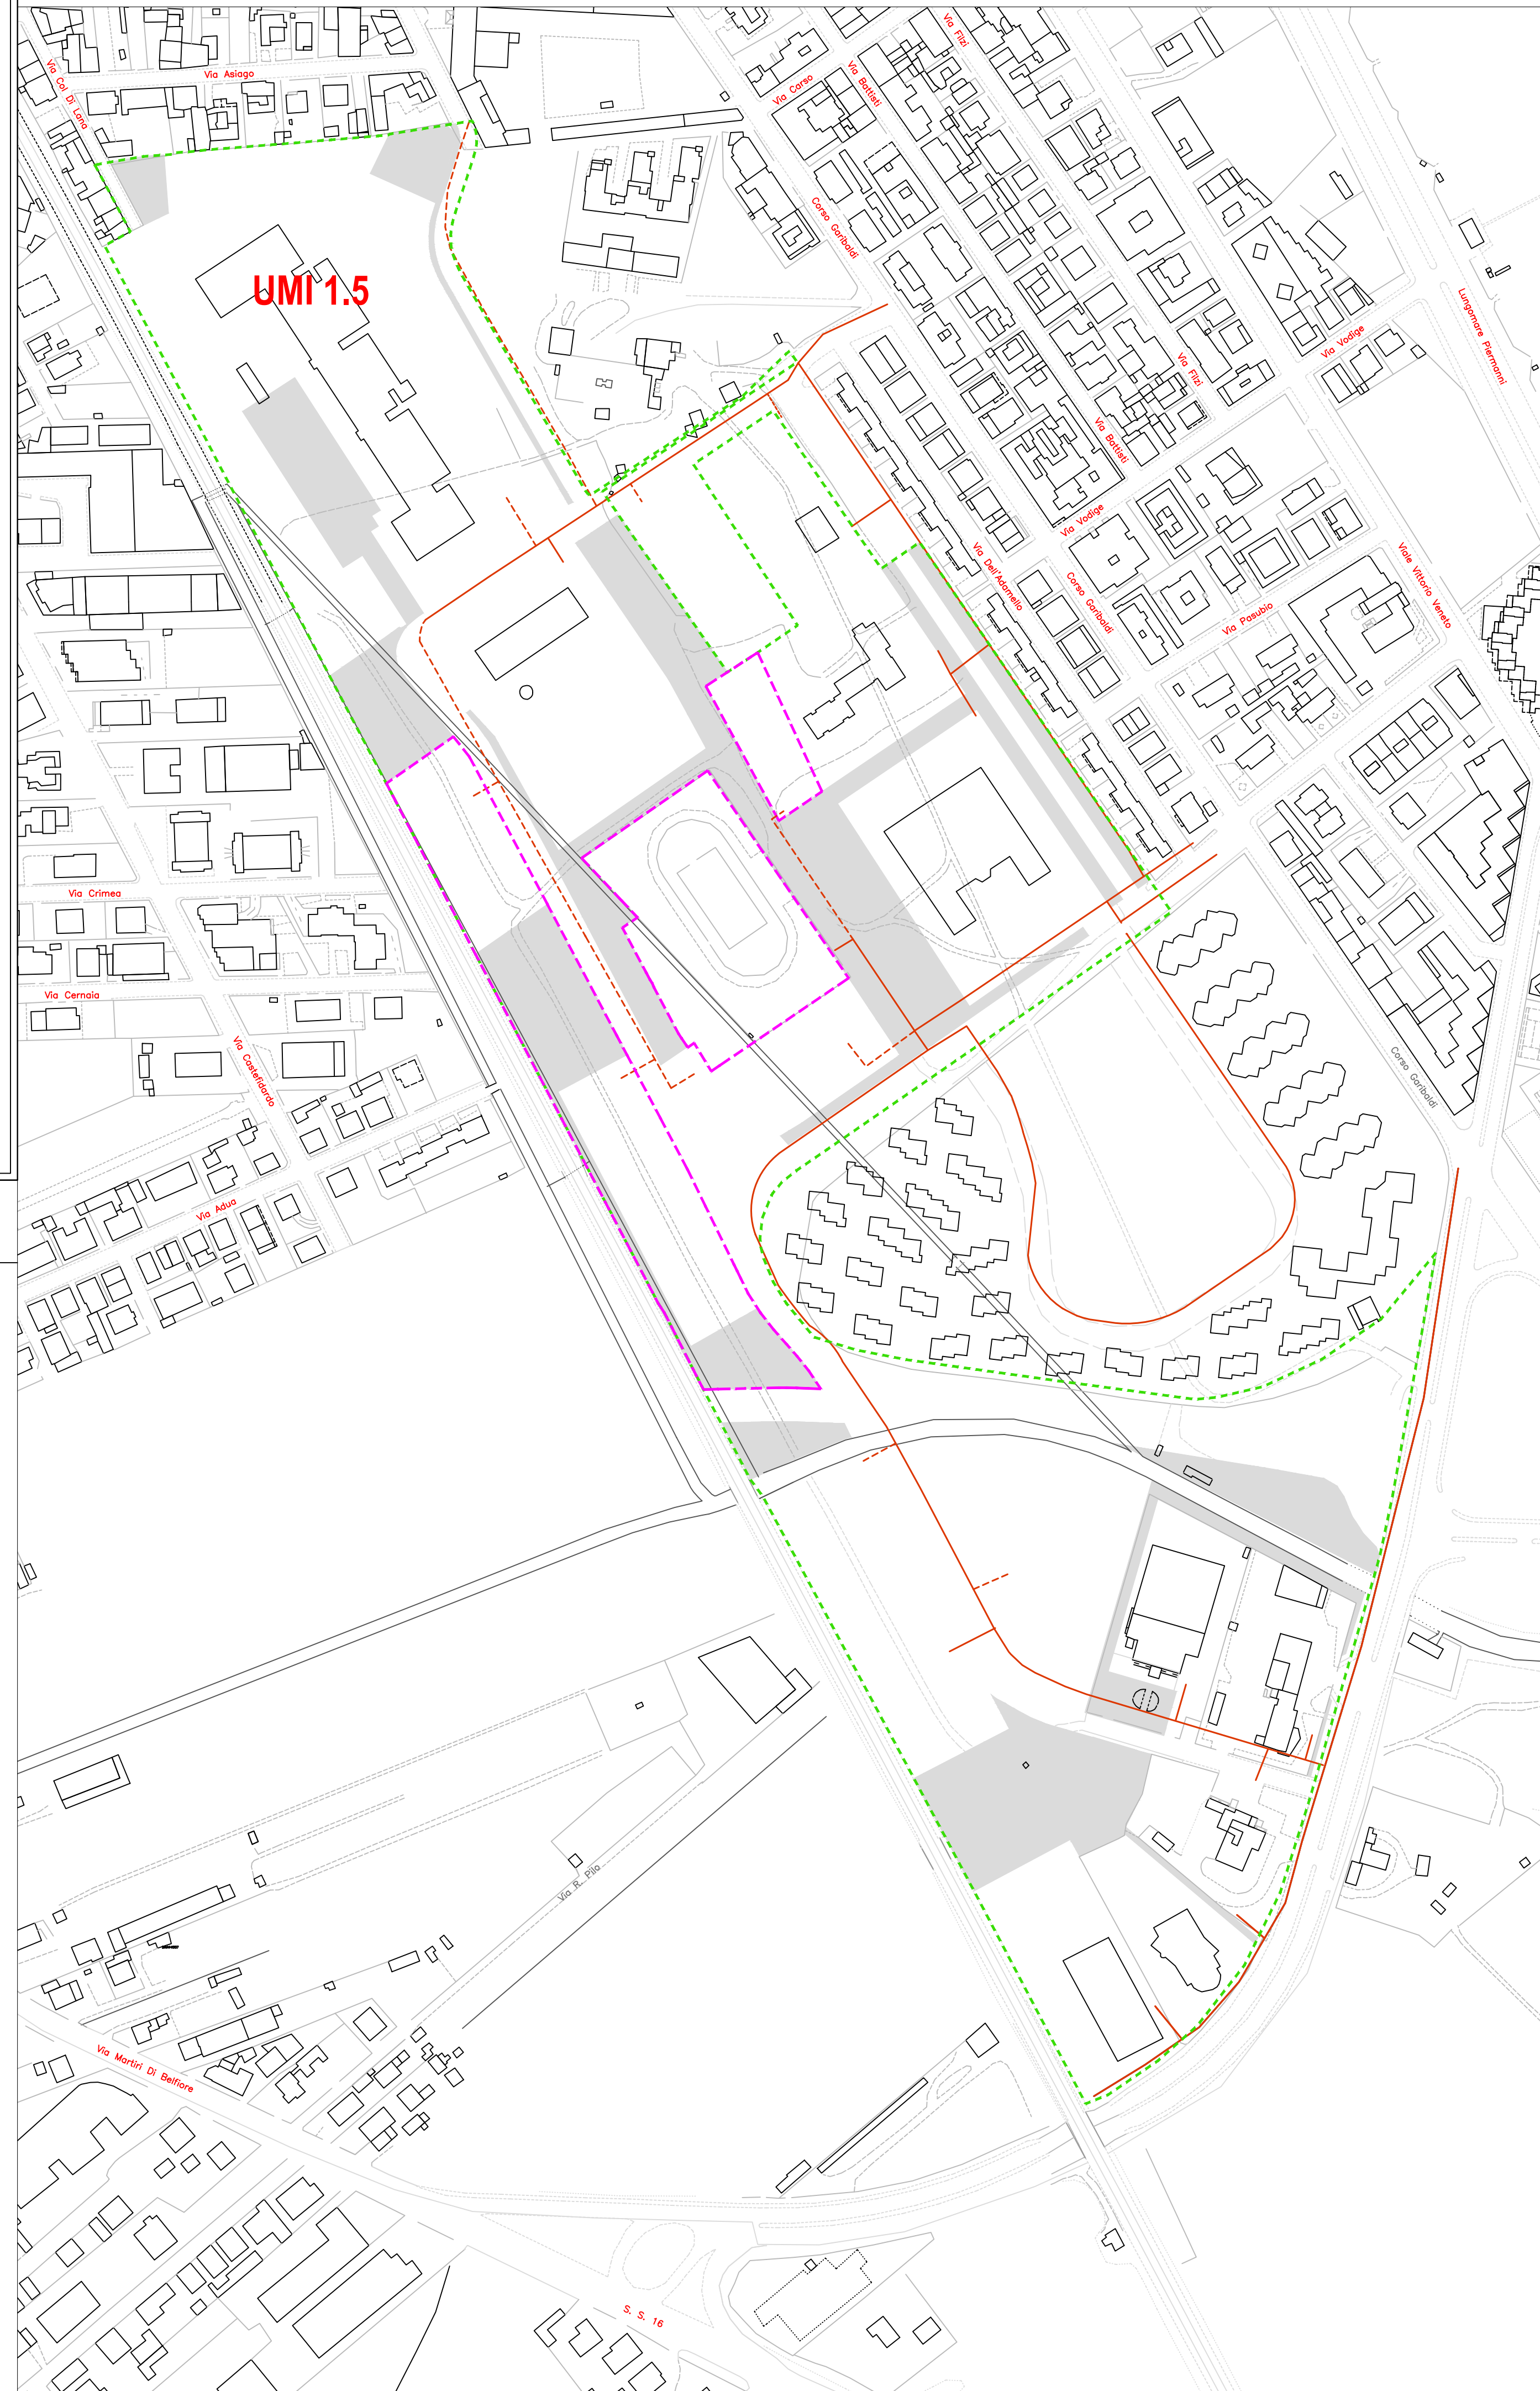 Via Filzi
Via Asiago
Via Col Di Lana
Via Battisti
Via Carso
Corso Garibaldi
UMI 1.5
Lungomare Piermanni
Via Vodige
Via Filzi
Via Battisti
Via Vodige
Via Dell'Adamello
Corso Garibaldi
Viale Vittorio Veneto
Via Pasubio
Via Crimea
Via Cernaia
Via Castelfidardo
Corso Garibaldi
Via Adua
Via R. Pilo
Via Martiri Di Belfiore
S. S. 16